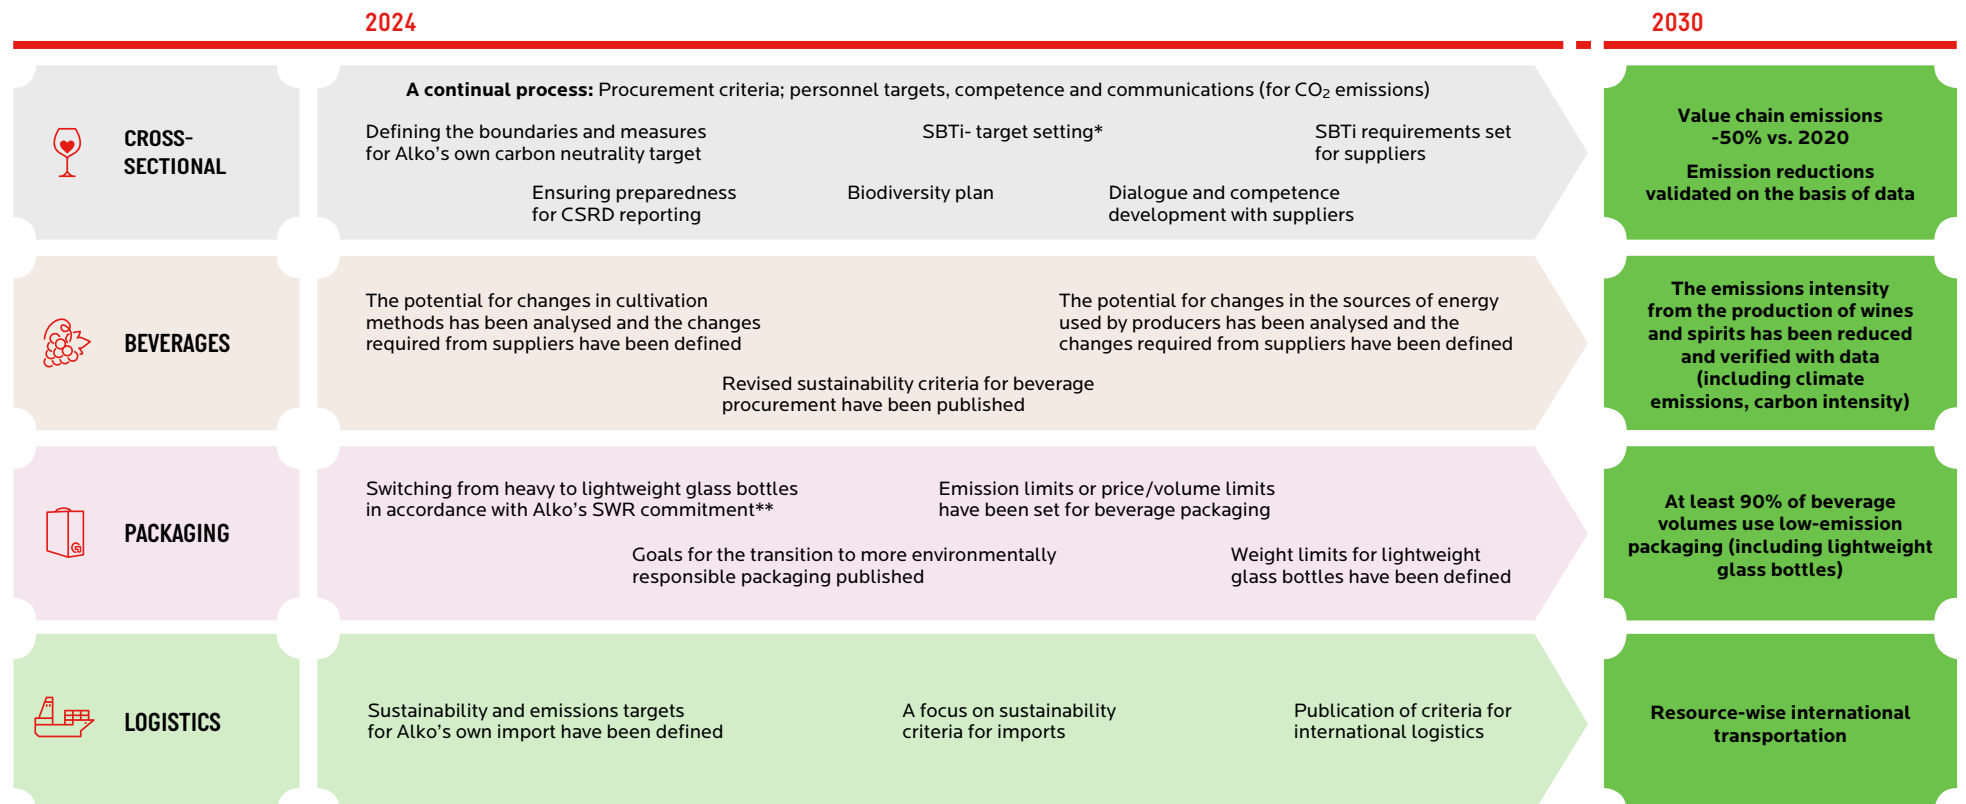 2024
2030
CROSS-
SECTIONAL
A continual process: Procurement criteria; personnel targets, competence and communications (for CO₂ emissions)
Defining the boundaries and measures
for Alko's own carbon neutrality target
SBTi- target setting*
SBTi requirements set
for suppliers
Ensuring preparedness
for CSRD reporting
Biodiversity plan
Dialogue and competence
development with suppliers
Value chain emissions
-50% vs. 2020
Emission reductions
validated on the basis of data
BEVERAGES
The potential for changes in cultivation
methods has been analysed and the changes
required from suppliers have been defined
The potential for changes in the sources of energy
used by producers has been analysed and the
changes required from suppliers have been defined
Revised sustainability criteria for beverage
procurement have been published
The emissions intensity
from the production of wines
and spirits has been reduced
and verified with data
(including climate
emissions, carbon intensity)
PACKAGING
Switching from heavy to lightweight glass bottles
in accordance with Alko's SWR commitment**
Emission limits or price/volume limits
have been set for beverage packaging
Goals for the transition to more environmentally
responsible packaging published
Weight limits for lightweight
glass bottles have been defined
At least 90% of beverage
volumes use low-emission
packaging (including lightweight
glass bottles)
LOGISTICS
Sustainability and emissions targets
for Alko's own import have been defined
A focus on sustainability
criteria for imports
Publication of criteria for
international logistics
Resource-wise international
transportation